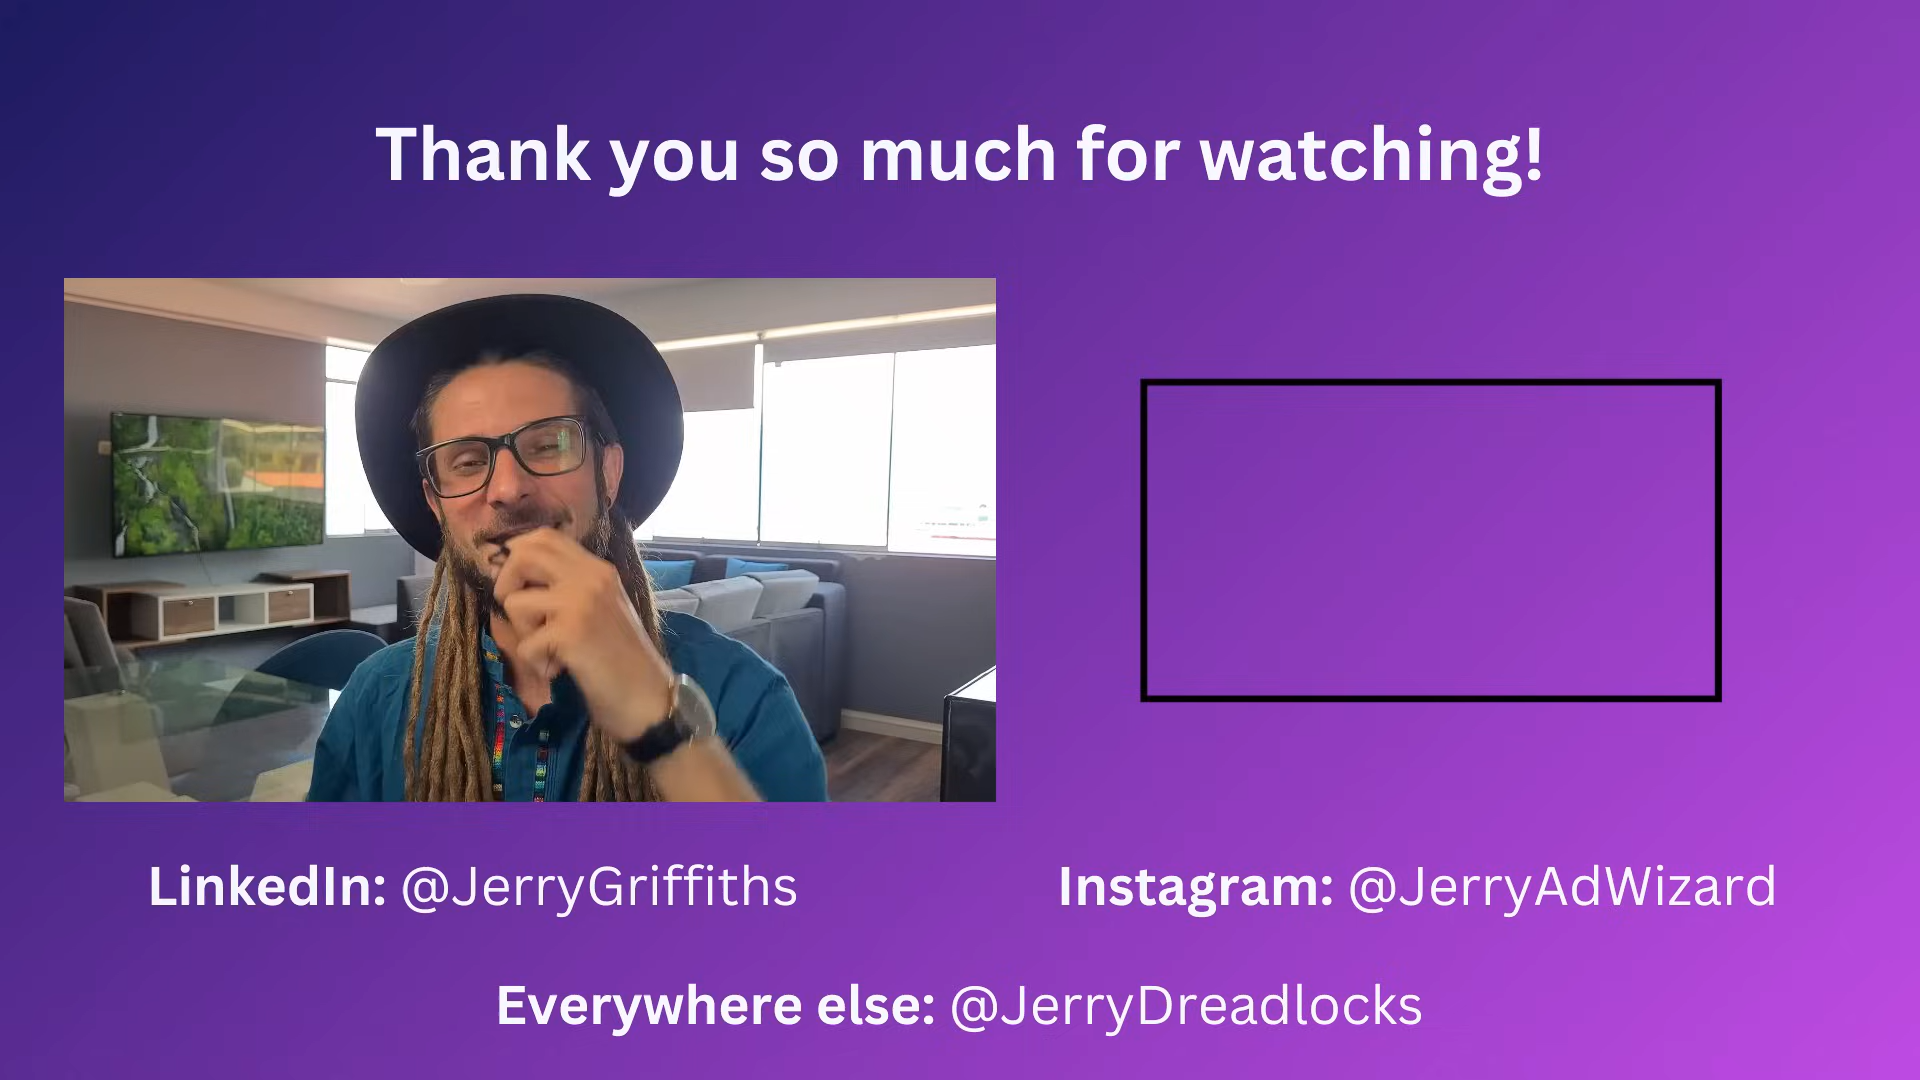 Thank you so much for watching!
LinkedIn: @JerryGriffiths
Instagram: @JerryAdWizard
Everywhere else: @JerryDreadlocks